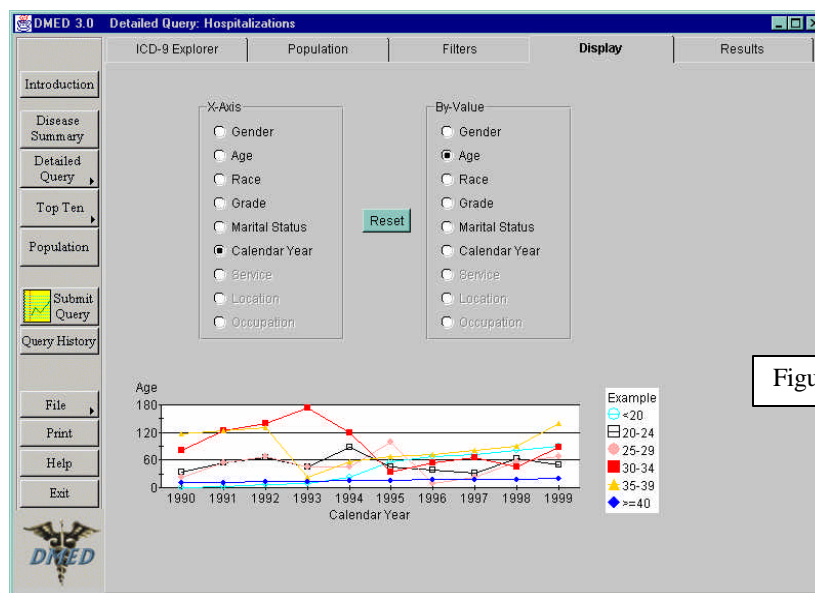 DMED 3.0 Detailed Query: Hospitalizations
ICD-9 Explorer Population Filters Display Results
Introduction
Disease
Summary
Detailed
Query
Top Ten
Population
Submit
Query
Query History
File
Print
Help
Exit
DMED
X-Axis
Gender
Age
Race
Grade
Marital Status
Calendar Year
Service
Location
Occupation
Reset
By-Value
Gender
Age
Race
Grade
Marital Status
Calendar Year
Service
Location
Occupation
Age
180
120
60
0
1990 1991 1992 1993 1994 1995 1996 1997 1998 1999
Calendar Year
Example
<20
20-24
25-29
30-34
35-39
>=40